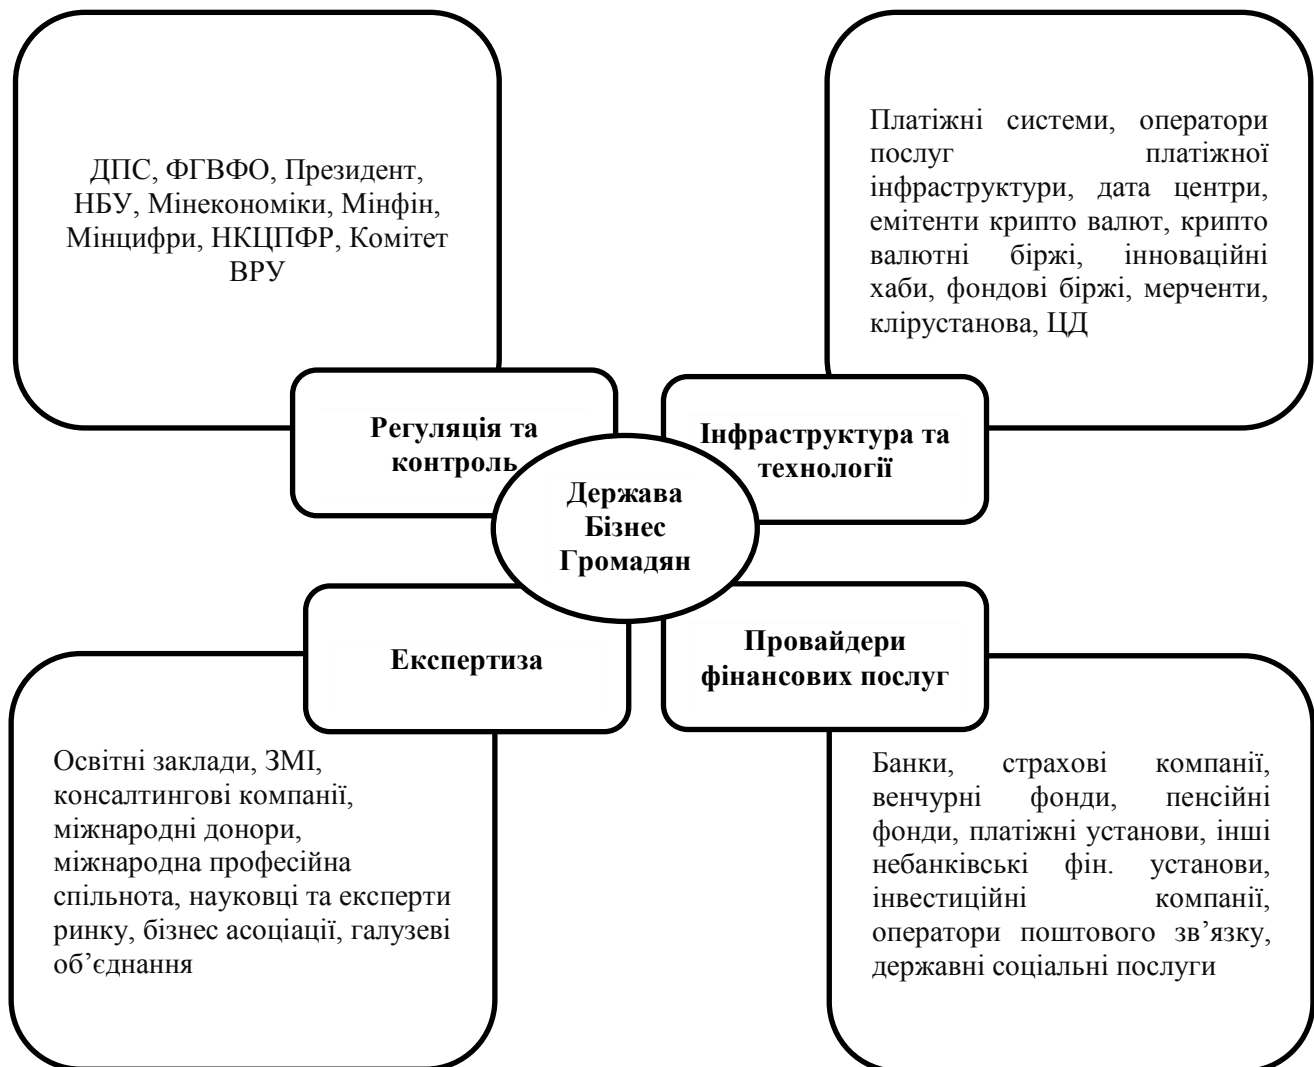 ДПС, ФГВФО, Президент,
НБУ, Мінекономіки, Мінфін,
Мінцифри, НКЦПФР, Комітет
ВРУ
Платіжні системи, оператори
послуг платіжної
інфраструктури, дата центри,
емітенти крипто валют, крипто
валютні біржі, інноваційні
хаби, фондові біржі, мерченти,
клірустанова, ЦД
Регуляція та
контроль
Інфраструктура та
технології
Держава
Бізнес
Громадян
Експертиза
Провайдери
фінансових послуг
Освітні заклади, ЗМІ,
консалтингові компанії,
міжнародні донори,
міжнародна професійна
спільнота, науковці та експерти
ринку, бізнес асоціації, галузеві
об’єднання
Банки, страхові компанії,
венчурні фонди, пенсійні
фонди, платіжні установи, інші
небанківські фін. установи,
інвестиційні компанії,
оператори поштового зв’язку,
державні соціальні послуги